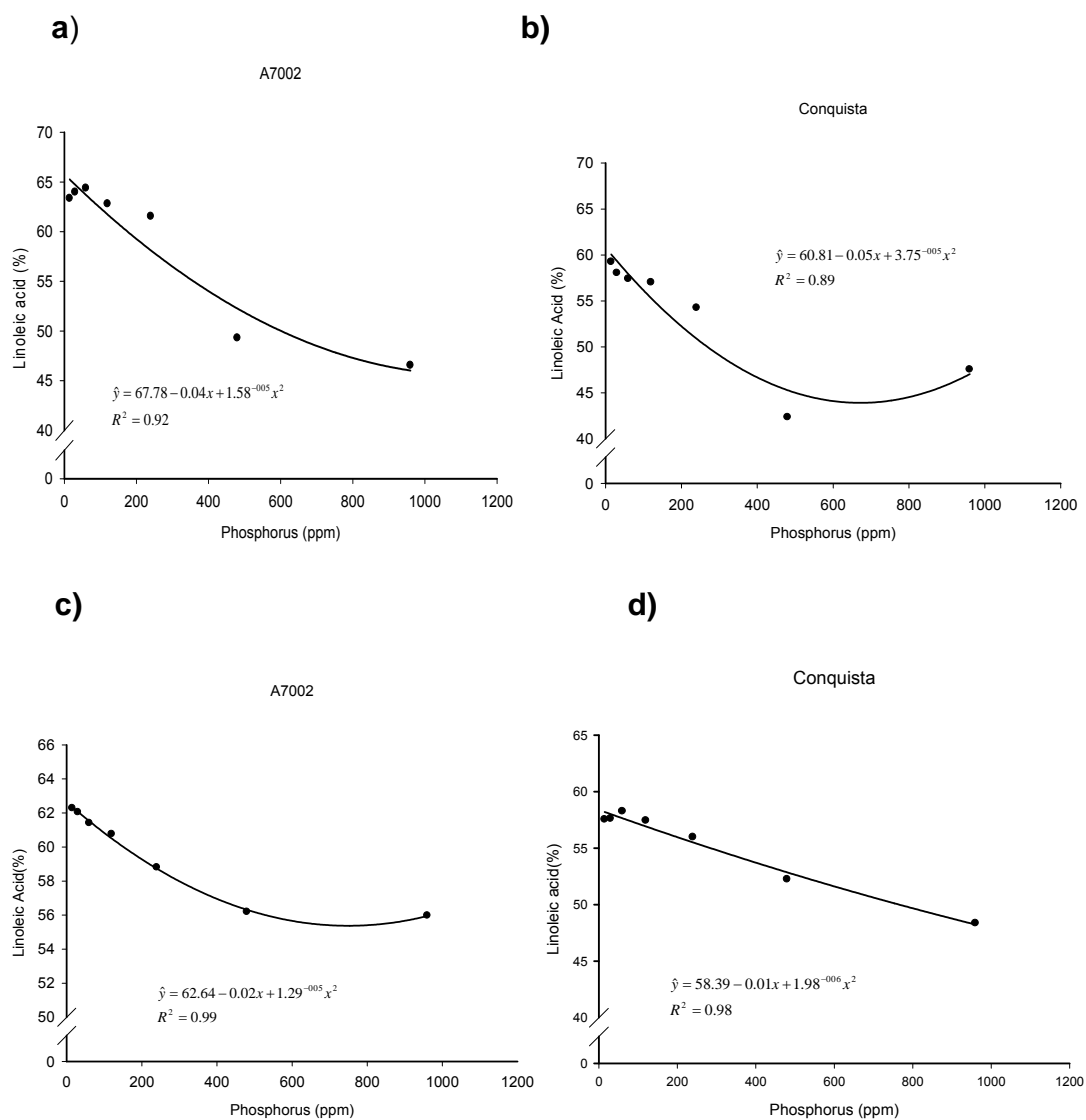 a)
A7002
Linoleic acid (%)
70
65
60
55
50
45
40
0
ŷ = 67.78 − 0.04x + 1.58⁻⁰⁰⁵x²
R² = 0.92
0 200 400 600 800 1000 1200
Phosphorus (ppm)
b)
Conquista
Linoleic Acid (%)
70
65
60
55
50
45
40
0
ŷ = 60.81 − 0.05x + 3.75⁻⁰⁰⁵x²
R² = 0.89
0 200 400 600 800 1000 1200
Phosphorus (ppm)
c)
A7002
Linoleic Acid(%)
66
64
62
60
58
56
54
52
50
0
ŷ = 62.64 − 0.02x + 1.29⁻⁰⁰⁵x²
R² = 0.99
0 200 400 600 800 1000 1200
Phosphorus (ppm)
d)
Conquista
Linoleic acid(%)
65
60
55
50
45
40
0
ŷ = 58.39 − 0.01x + 1.98⁻⁰⁰⁶x²
R² = 0.98
0 200 400 600 800 1000 1200
Phosphorus (ppm)